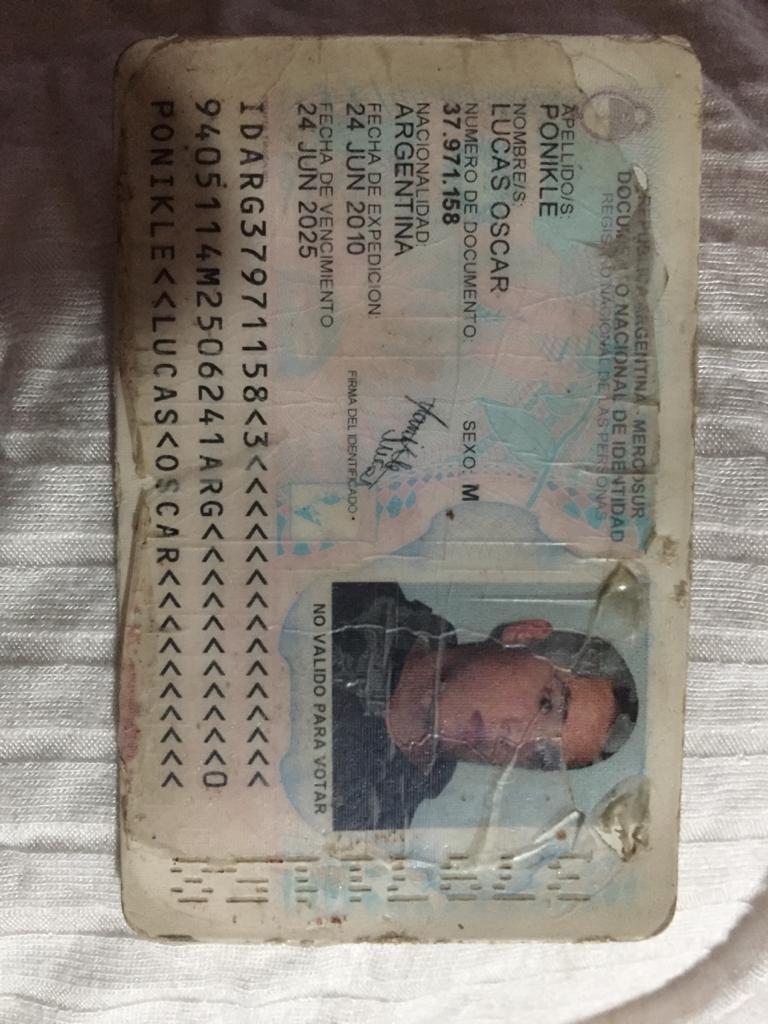 REPUBLICA ARGENTINA - MERCOSUR
DOCUMENTO NACIONAL DE IDENTIDAD
REGISTRO NACIONAL DE LAS PERSONAS
APELLIDO/S:
PONIKLE
NOMBRE/S:
LUCAS OSCAR
NUMERO DE DOCUMENTO:
37.971.158
SEXO: M
NACIONALIDAD:
ARGENTINA
FECHA DE EXPEDICION:
24 JUN 2010
FECHA DE VENCIMIENTO
24 JUN 2025
FIRMA DEL IDENTIFICADO
NO VALIDO PARA VOTAR
IDARG37971158<3<<<<<<<<<<<<<<<
9405114M2506241ARG<<<<<<<<<<<0
PONIKLE<<LUCAS<OSCAR<<<<<<<<<<